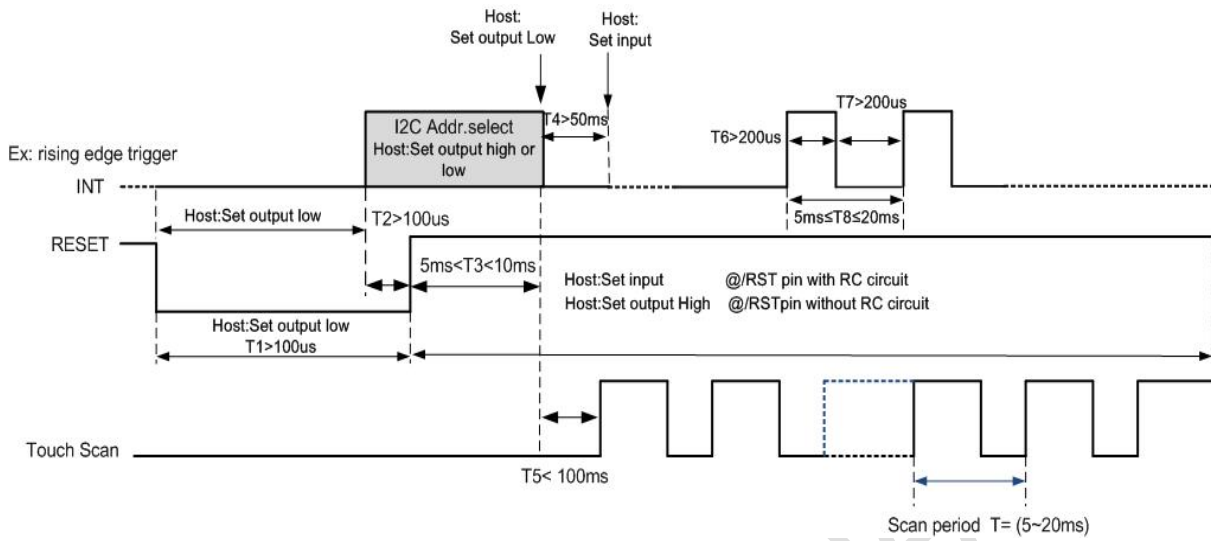 Host:
Set output Low
Host:
Set input
I2C Addr.select
Host:Set output high or
low
T4>50ms
T7>200us
T6>200us
Ex: rising edge trigger
INT
Host:Set output low
T2>100us
5ms≤T8≤20ms
RESET
5ms<T3<10ms
Host:Set input @/RST pin with RC circuit
Host:Set output High @/RSTpin without RC circuit
Host:Set output low
T1>100us
Touch Scan
T5< 100ms
Scan period T= (5~20ms)